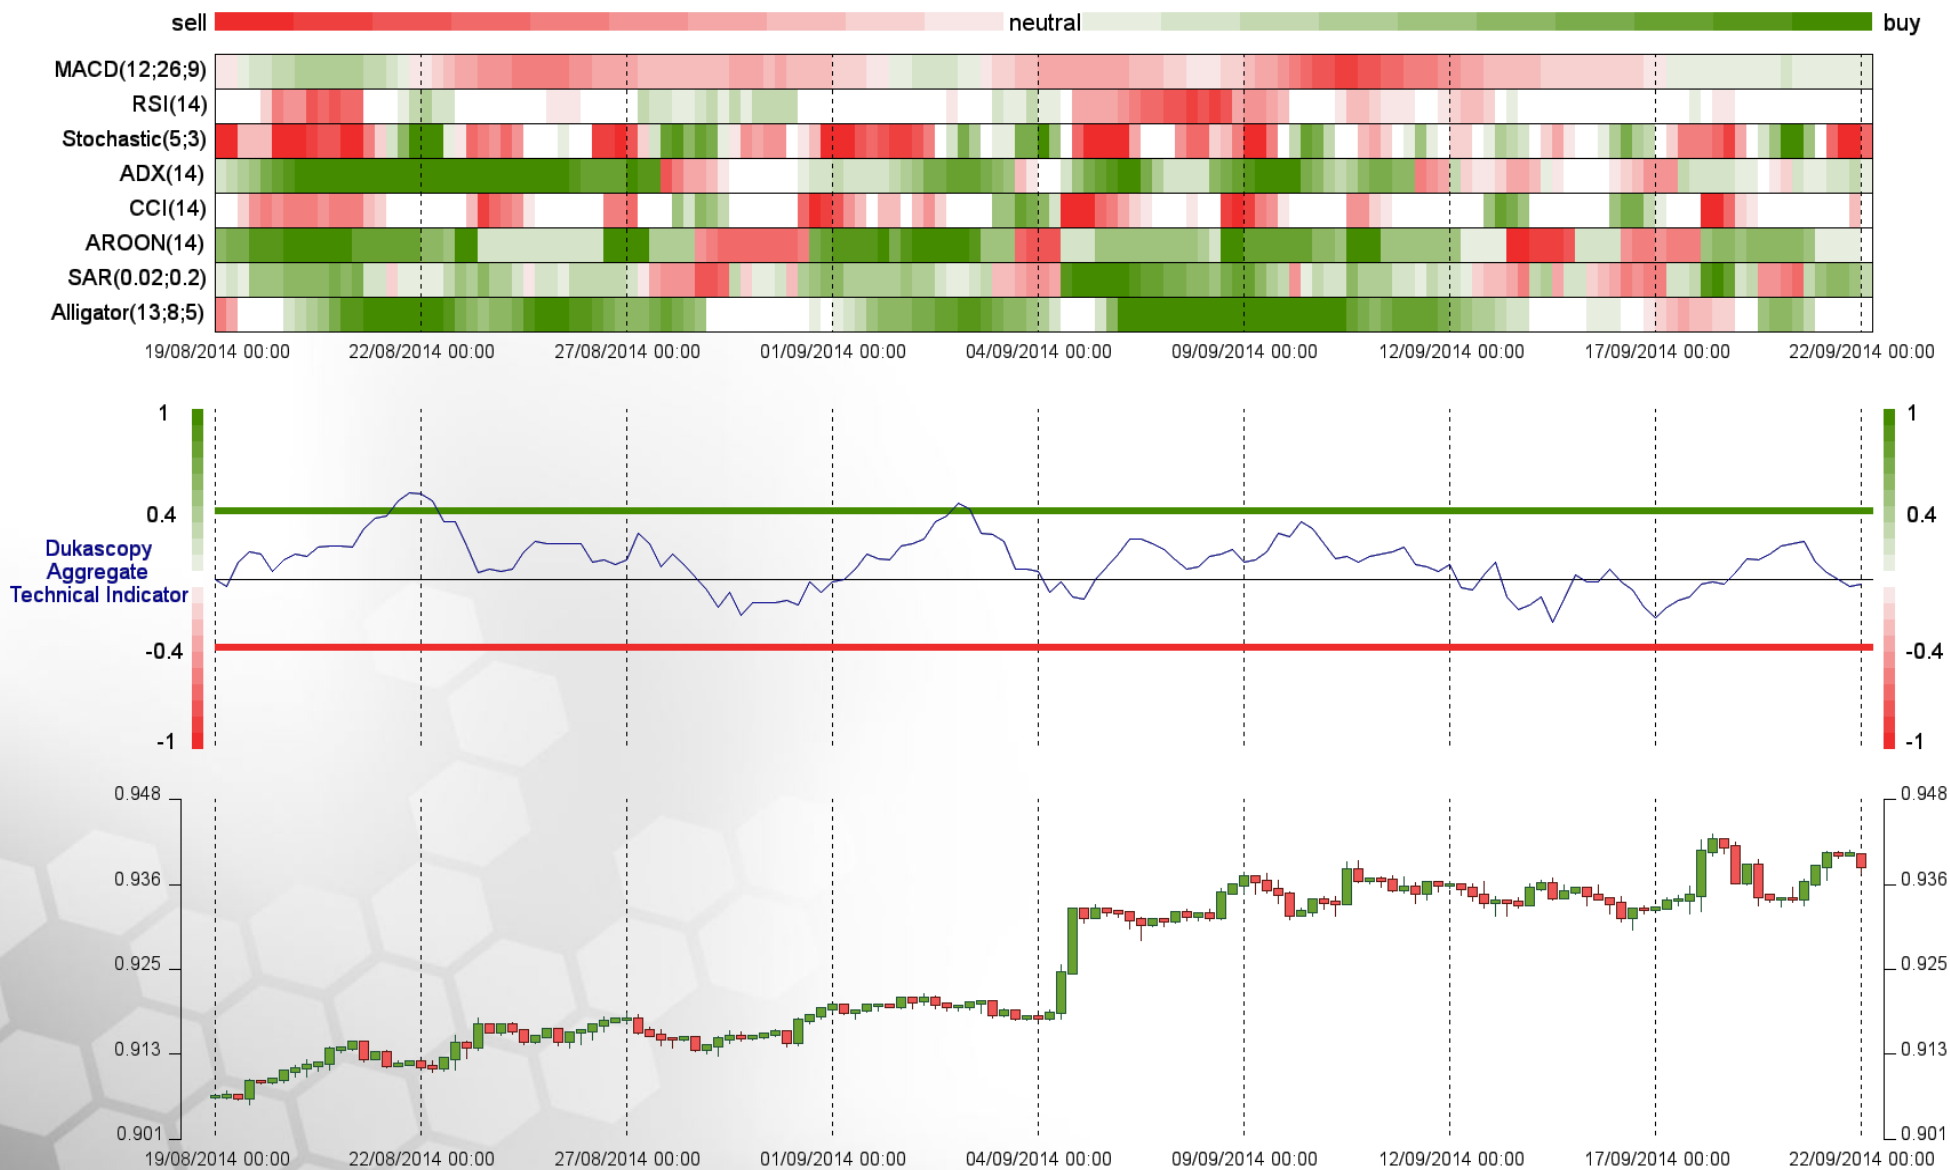 sell neutral buy
MACD(12;26;9)
RSI(14)
Stochastic(5;3)
ADX(14)
CCI(14)
AROON(14)
SAR(0.02;0.2)
Alligator(13;8;5)
19/08/2014 00:00 22/08/2014 00:00 27/08/2014 00:00 01/09/2014 00:00 04/09/2014 00:00 09/09/2014 00:00 12/09/2014 00:00 17/09/2014 00:00 22/09/2014 00:00
1 1
0.4 0.4
Dukascopy
Aggregate
Technical Indicator
-0.4 -0.4
-1 -1
0.948 0.948
0.936 0.936
0.925 0.925
0.913 0.913
0.901 0.901
19/08/2014 00:00 22/08/2014 00:00 27/08/2014 00:00 01/09/2014 00:00 04/09/2014 00:00 09/09/2014 00:00 12/09/2014 00:00 17/09/2014 00:00 22/09/2014 00:00